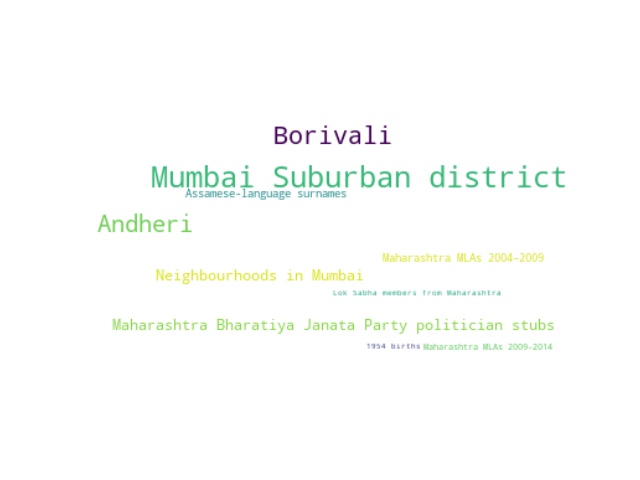 Borivali
Mumbai Suburban district
Assamese-language surnames
Andheri
Maharashtra MLAs 2004–2009
Neighbourhoods in Mumbai
Lok Sabha members from Maharashtra
Maharashtra Bharatiya Janata Party politician stubs
1954 births
Maharashtra MLAs 2009–2014